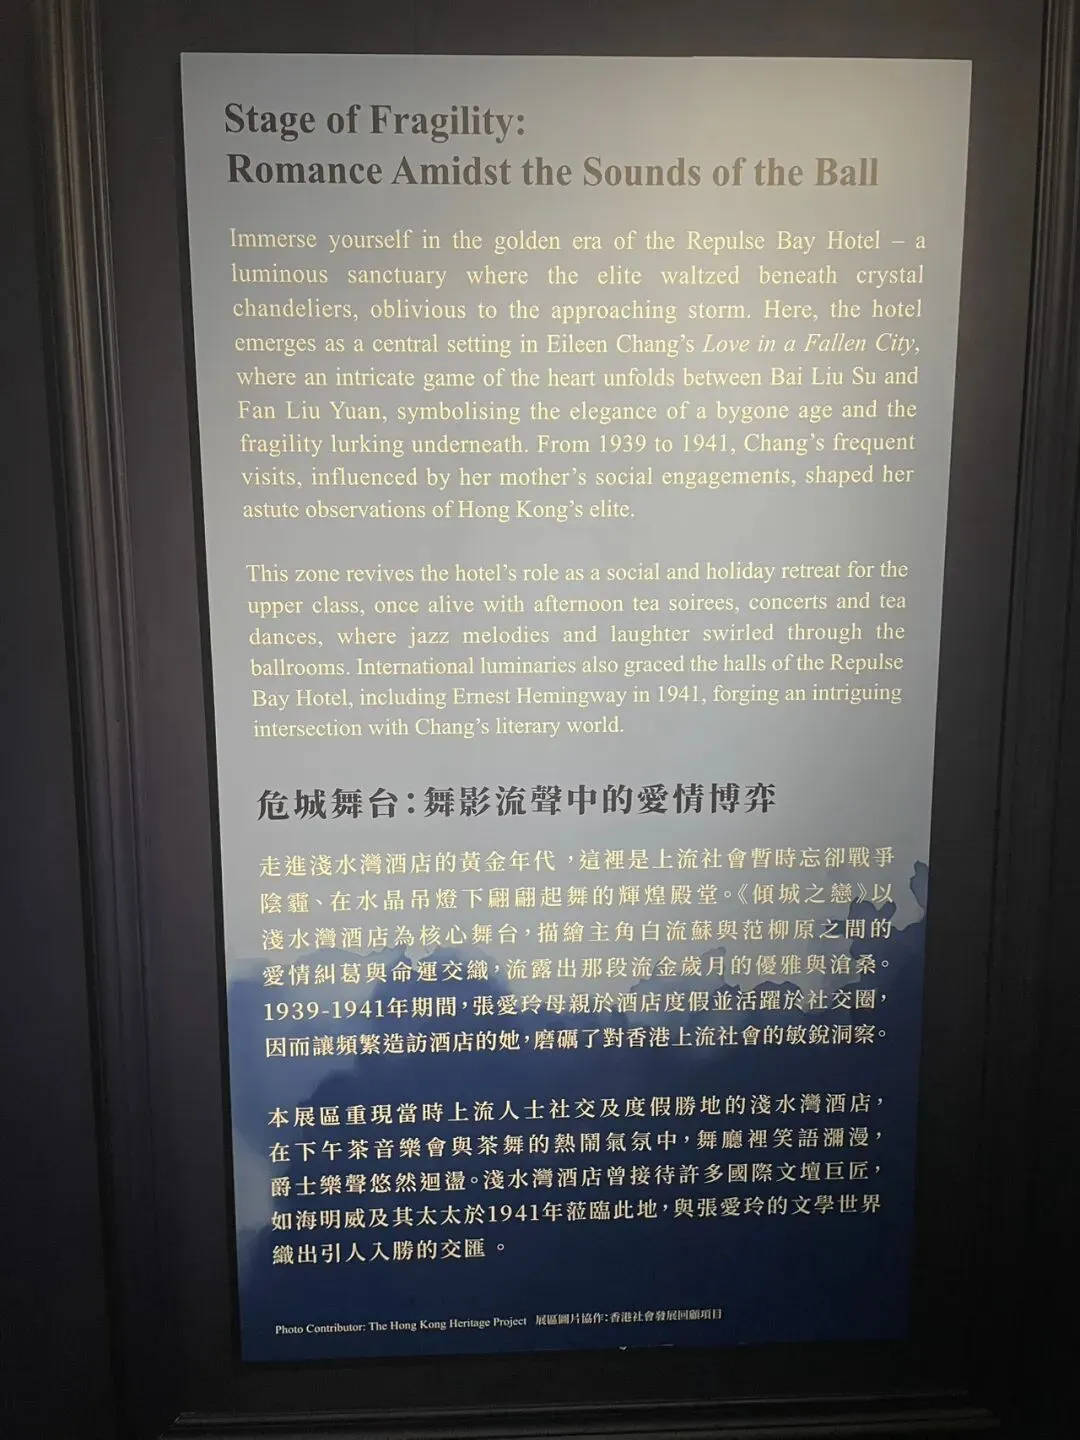 Stage of Fragility:
Romance Amidst the Sounds of the Ball
Immerse yourself in the golden era of the Repulse Bay Hotel – a
luminous sanctuary where the elite waltzed beneath crystal
chandeliers, oblivious to the approaching storm. Here, the hotel
emerges as a central setting in Eileen Chang’s Love in a Fallen City,
where an intricate game of the heart unfolds between Bai Liu Su and
Fan Liu Yuan, symbolising the elegance of a bygone age and the
fragility lurking underneath. From 1939 to 1941, Chang’s frequent
visits, influenced by her mother’s social engagements, shaped her
astute observations of Hong Kong’s elite.
This zone revives the hotel’s role as a social and holiday retreat for the
upper class, once alive with afternoon tea soirees, concerts and tea
dances, where jazz melodies and laughter swirled through the
ballrooms. International luminaries also graced the halls of the Repulse
Bay Hotel, including Ernest Hemingway in 1941, forging an intriguing
intersection with Chang’s literary world.
危城舞台：舞影流聲中的愛情博弈
走進淺水灣酒店的黃金年代，這裡是上流社會暫時忘卻戰爭
陰霾、在水晶吊燈下翩翩起舞的輝煌殿堂。《傾城之戀》以
淺水灣酒店為核心舞台，描繪主角白流蘇與范柳原之間的
愛情糾葛與命運交織，流露出那段流金歲月的優雅與滄桑。
1939-1941年期間，張愛玲母親於酒店度假並活躍於社交圈，
因而讓頻繁造訪酒店的她，磨礪了對香港上流社會的敏銳洞察。
本展區重現當時上流人士社交及度假勝地的淺水灣酒店，
在下午茶音樂會與茶舞的熱鬧氣氛中，舞廳裡笑語瀰漫，
爵士樂聲悠然迴盪。淺水灣酒店曾接待許多國際文壇巨匠，
如海明威及其太太於1941年蒞臨此地，與張愛玲的文學世界
織出引人入勝的交匯。
Photo Contributor: The Hong Kong Heritage Project 展區圖片協作：香港社會發展回顧項目